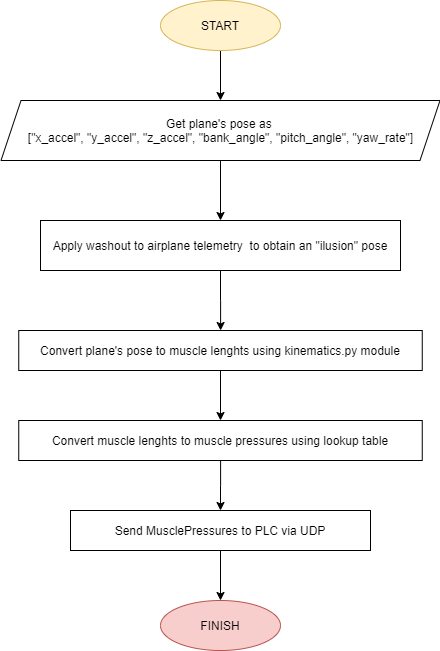 START
Get plane's pose as
["x_accel", "y_accel", "z_accel", "bank_angle", "pitch_angle", "yaw_rate"]
Apply washout to airplane telemetry  to obtain an "ilusion" pose
Convert plane's pose to muscle lenghts using kinematics.py module
Convert muscle lenghts to muscle pressures using lookup table
Send MusclePressures to PLC via UDP
FINISH